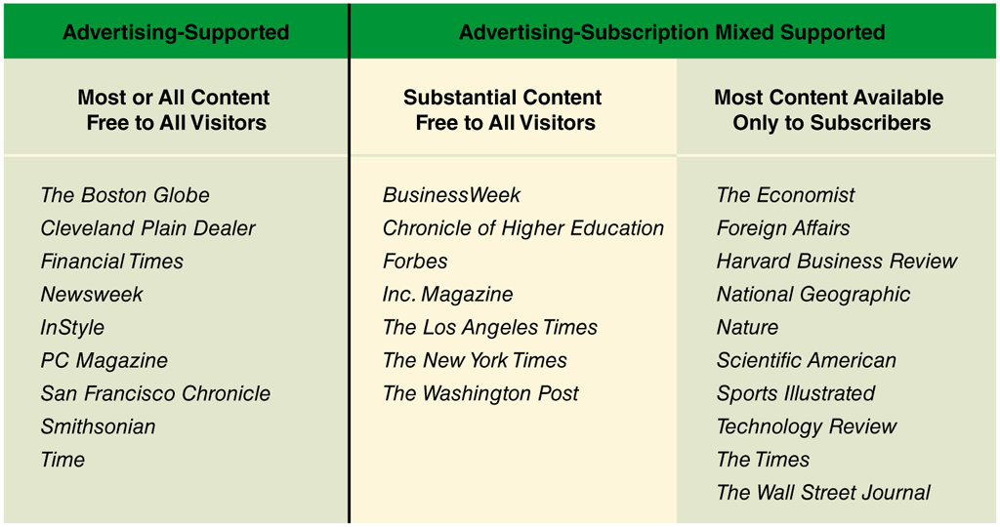 Advertising-Supported
Advertising-Subscription Mixed Supported
Most or All Content
Free to All Visitors
Substantial Content
Free to All Visitors
Most Content Available
Only to Subscribers
The Boston Globe
Cleveland Plain Dealer
Financial Times
Newsweek
InStyle
PC Magazine
San Francisco Chronicle
Smithsonian
Time
BusinessWeek
Chronicle of Higher Education
Forbes
Inc. Magazine
The Los Angeles Times
The New York Times
The Washington Post
The Economist
Foreign Affairs
Harvard Business Review
National Geographic
Nature
Scientific American
Sports Illustrated
Technology Review
The Times
The Wall Street Journal